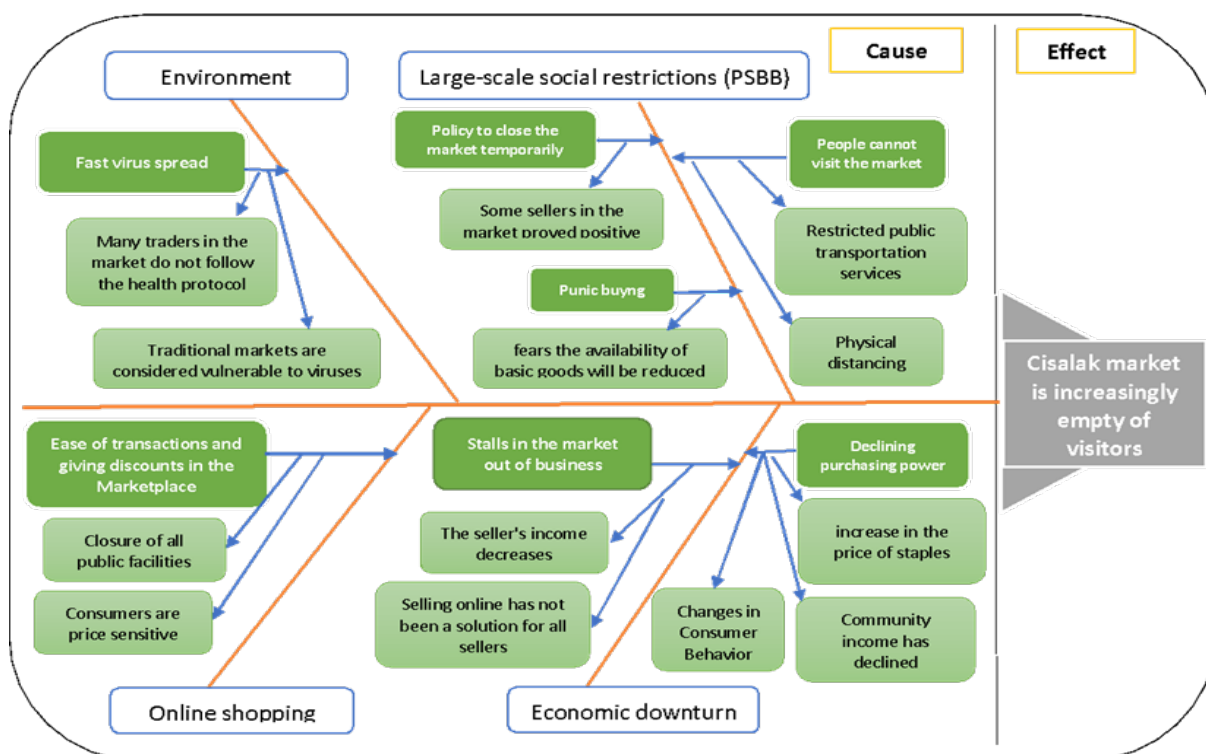 Cause
Effect
Environment
Large-scale social restrictions (PSBB)
Fast virus spread
Many traders in the
market do not follow
the health protocol
Traditional markets are
considered vulnerable to viruses
Policy to close the
market temporarily
Some sellers in the
market proved positive
Punic buyng
fears the availability of
basic goods will be reduced
People cannot
visit the market
Restricted public
transportation
services
Physical
distancing
Cisalak market
is increasingly
empty of
visitors
Ease of transactions and
giving discounts in the
Marketplace
Closure of all
public facilities
Consumers are
price sensitive
Stalls in the market
out of business
The seller's income
decreases
Selling online has not
been a solution for all
sellers
Declining
purchasing power
increase in the
price of staples
Changes in
Consumer
Behavior
Community
income has
declined
Online shopping
Economic downturn